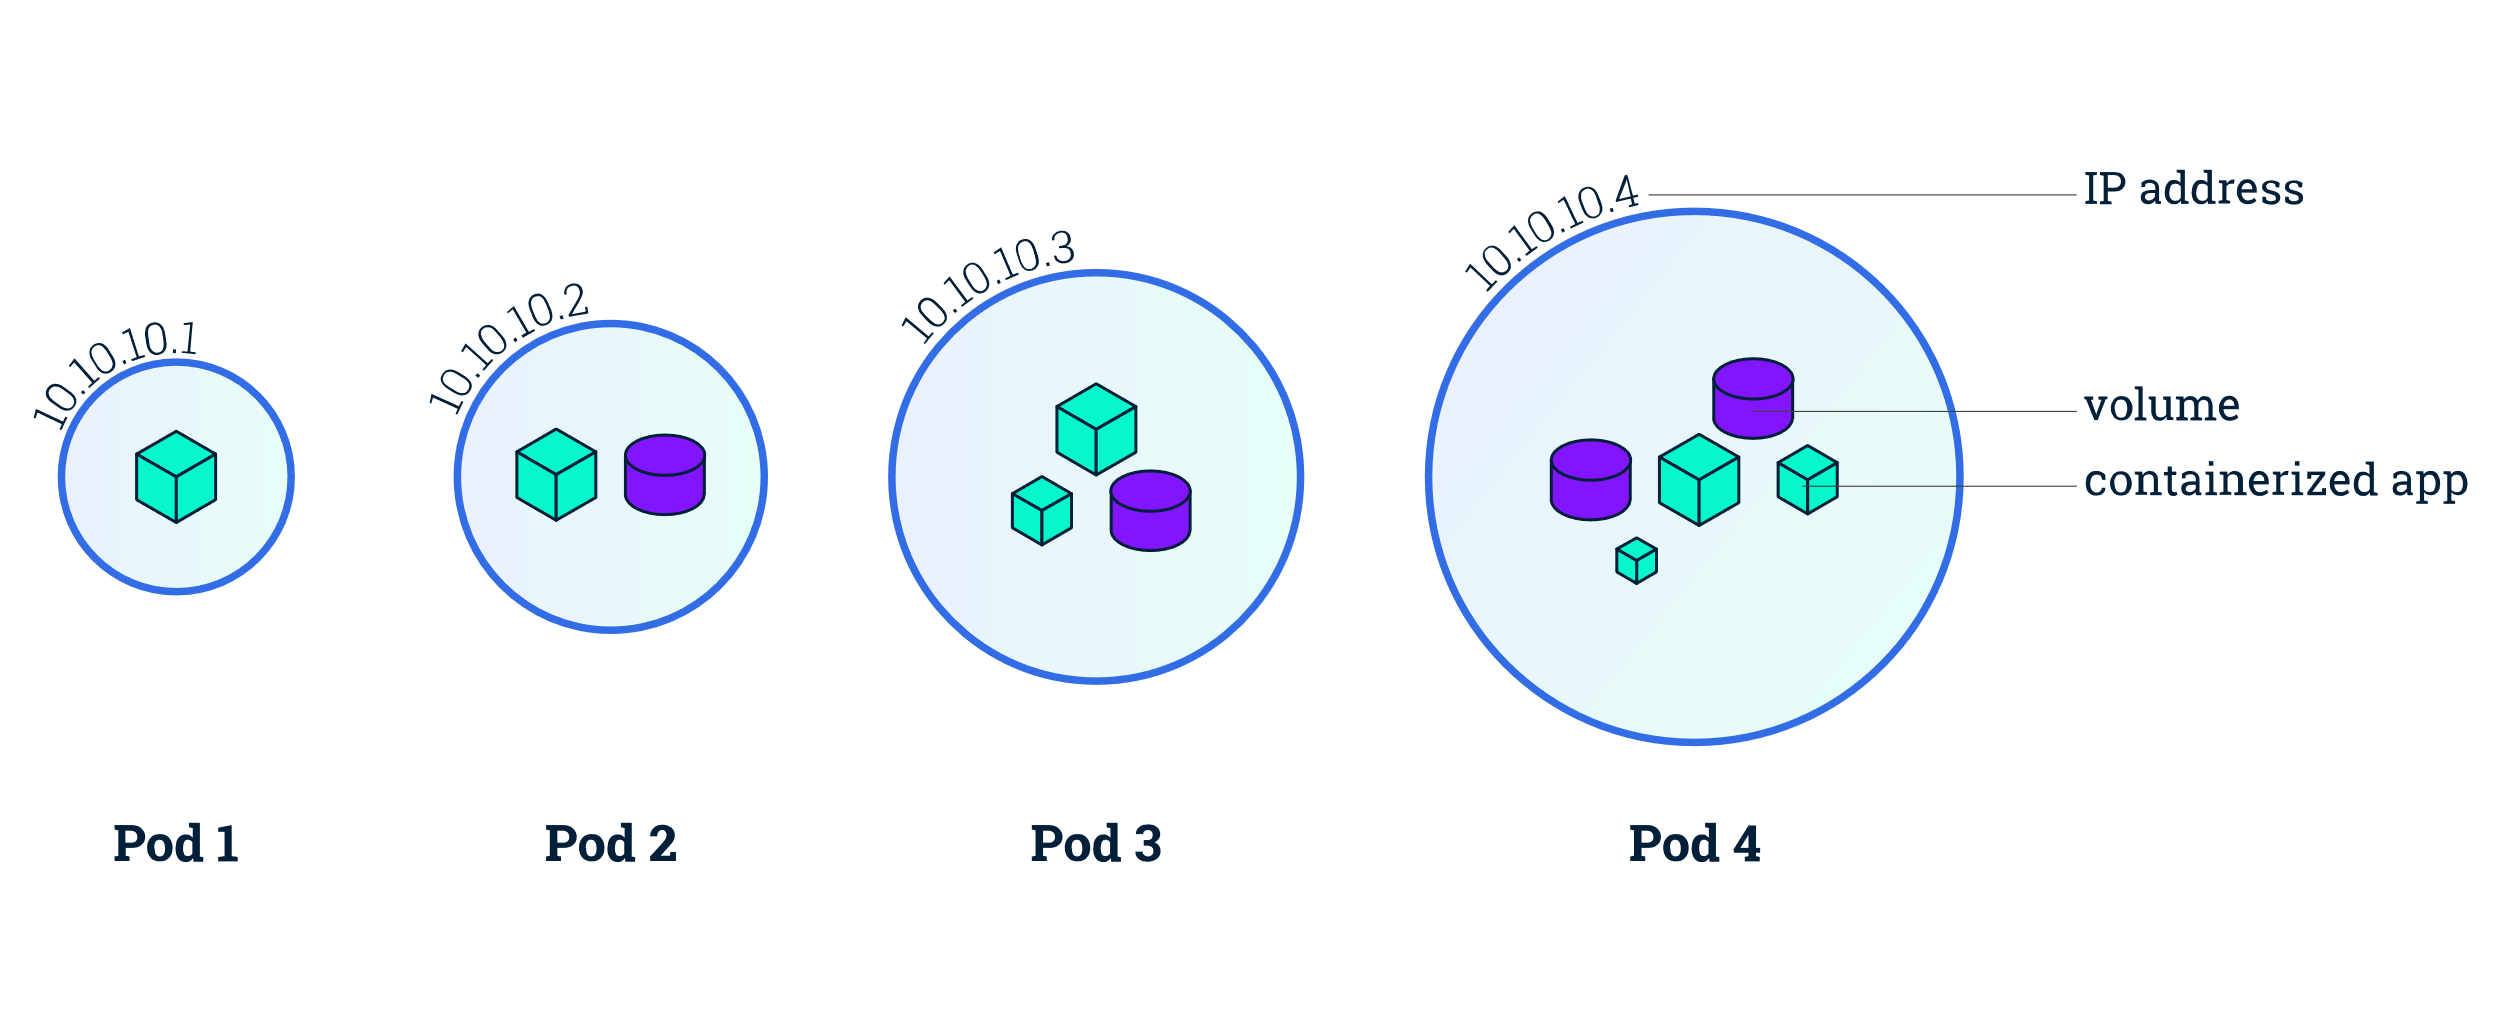 10.10.10.1
10.10.10.2
10.10.10.3
10.10.10.4
IP address
volume
containerized app
Pod 1
Pod 2
Pod 3
Pod 4